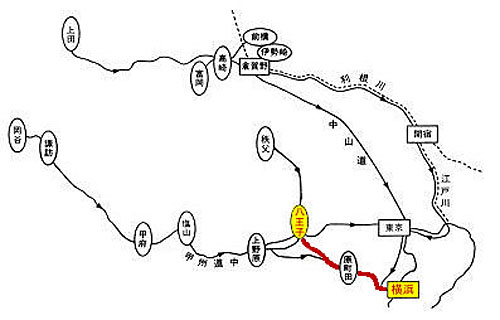 上田
前橋
伊勢崎
高崎
富岡
倉賀野
利根川
関宿
中山道
江戸川
秩父
岡谷
諏訪
甲府
塩山
甲州道中
上野原
八王子
原町田
東京
横浜